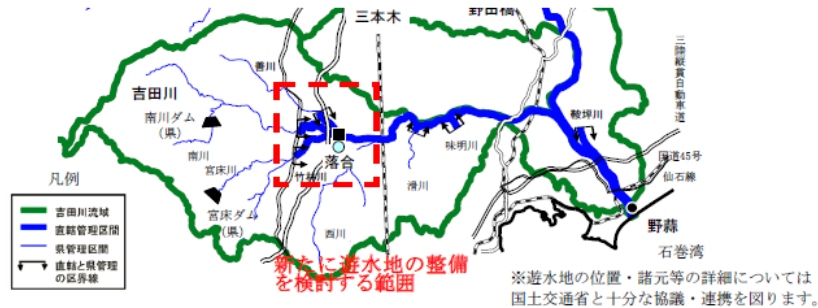 三本木
野田橋
三陸縦貫自動車道
善川
吉田川
南川ダム
(県)
鞍坪川
味明川
南川
宮床川
落合
竹林川
滑川
国道45号
仙石線
宮床ダム
(県)
西川
野蒜
石巻湾
凡例
吉田川流域
直轄管理区間
県管理区間
直轄と県管理
の区界線
新たに遊水地の整備
を検討する範囲
※遊水地の位置・諸元等の詳細については
国土交通省と十分な協議・連携を図ります。